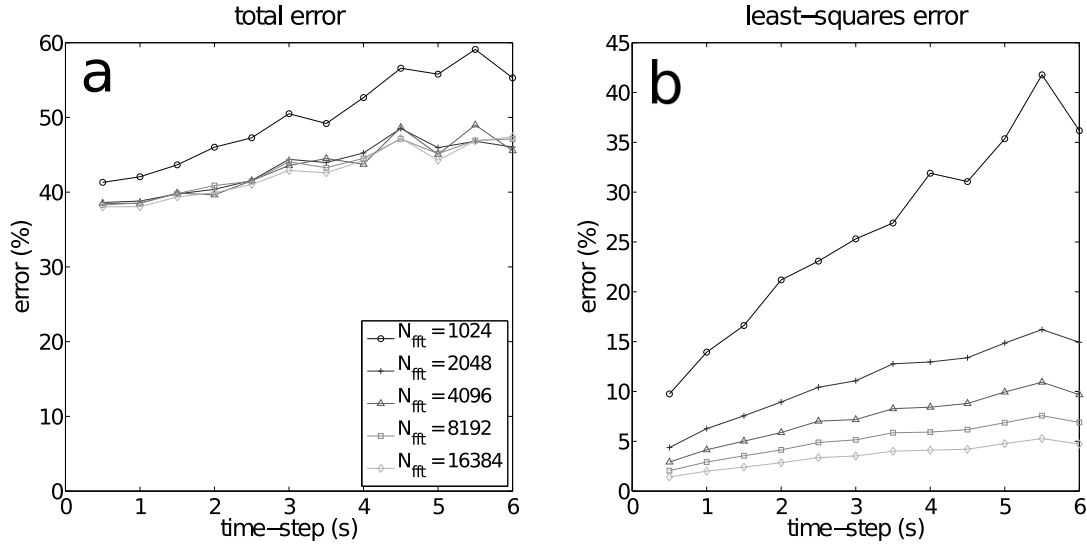 total error
a
60
50
40
30
20
10
0
error (%)
0 1 2 3 4 5 6
time−step (s)
N_fft = 1024
N_fft = 2048
N_fft = 4096
N_fft = 8192
N_fft = 16384
least−squares error
b
45
40
35
30
25
20
15
10
5
0
error (%)
0 1 2 3 4 5 6
time−step (s)